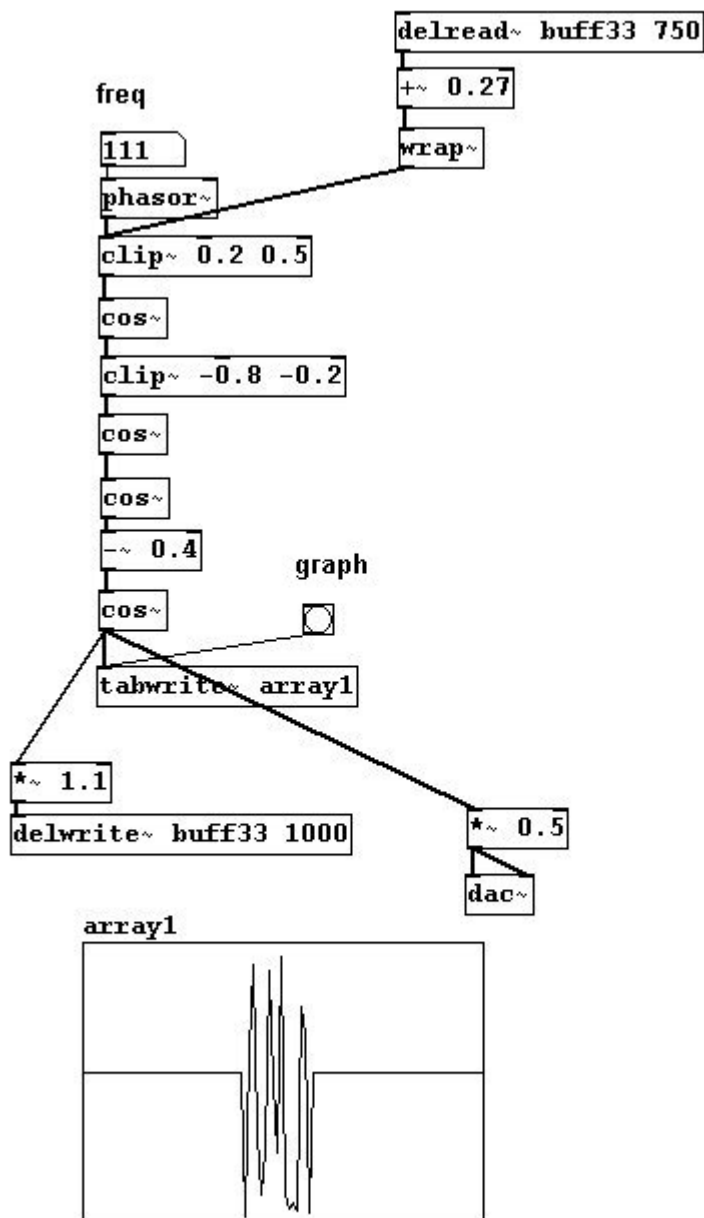 delread~ buff33 750
+~ 0.27
freq
111
wrap~
phasor~
clip~ 0.2 0.5
cos~
clip~ -0.8 -0.2
cos~
cos~
-~ 0.4
graph
cos~
tabwrite~ array1
*~ 1.1
*~ 0.5
delwrite~ buff33 1000
dac~
array1